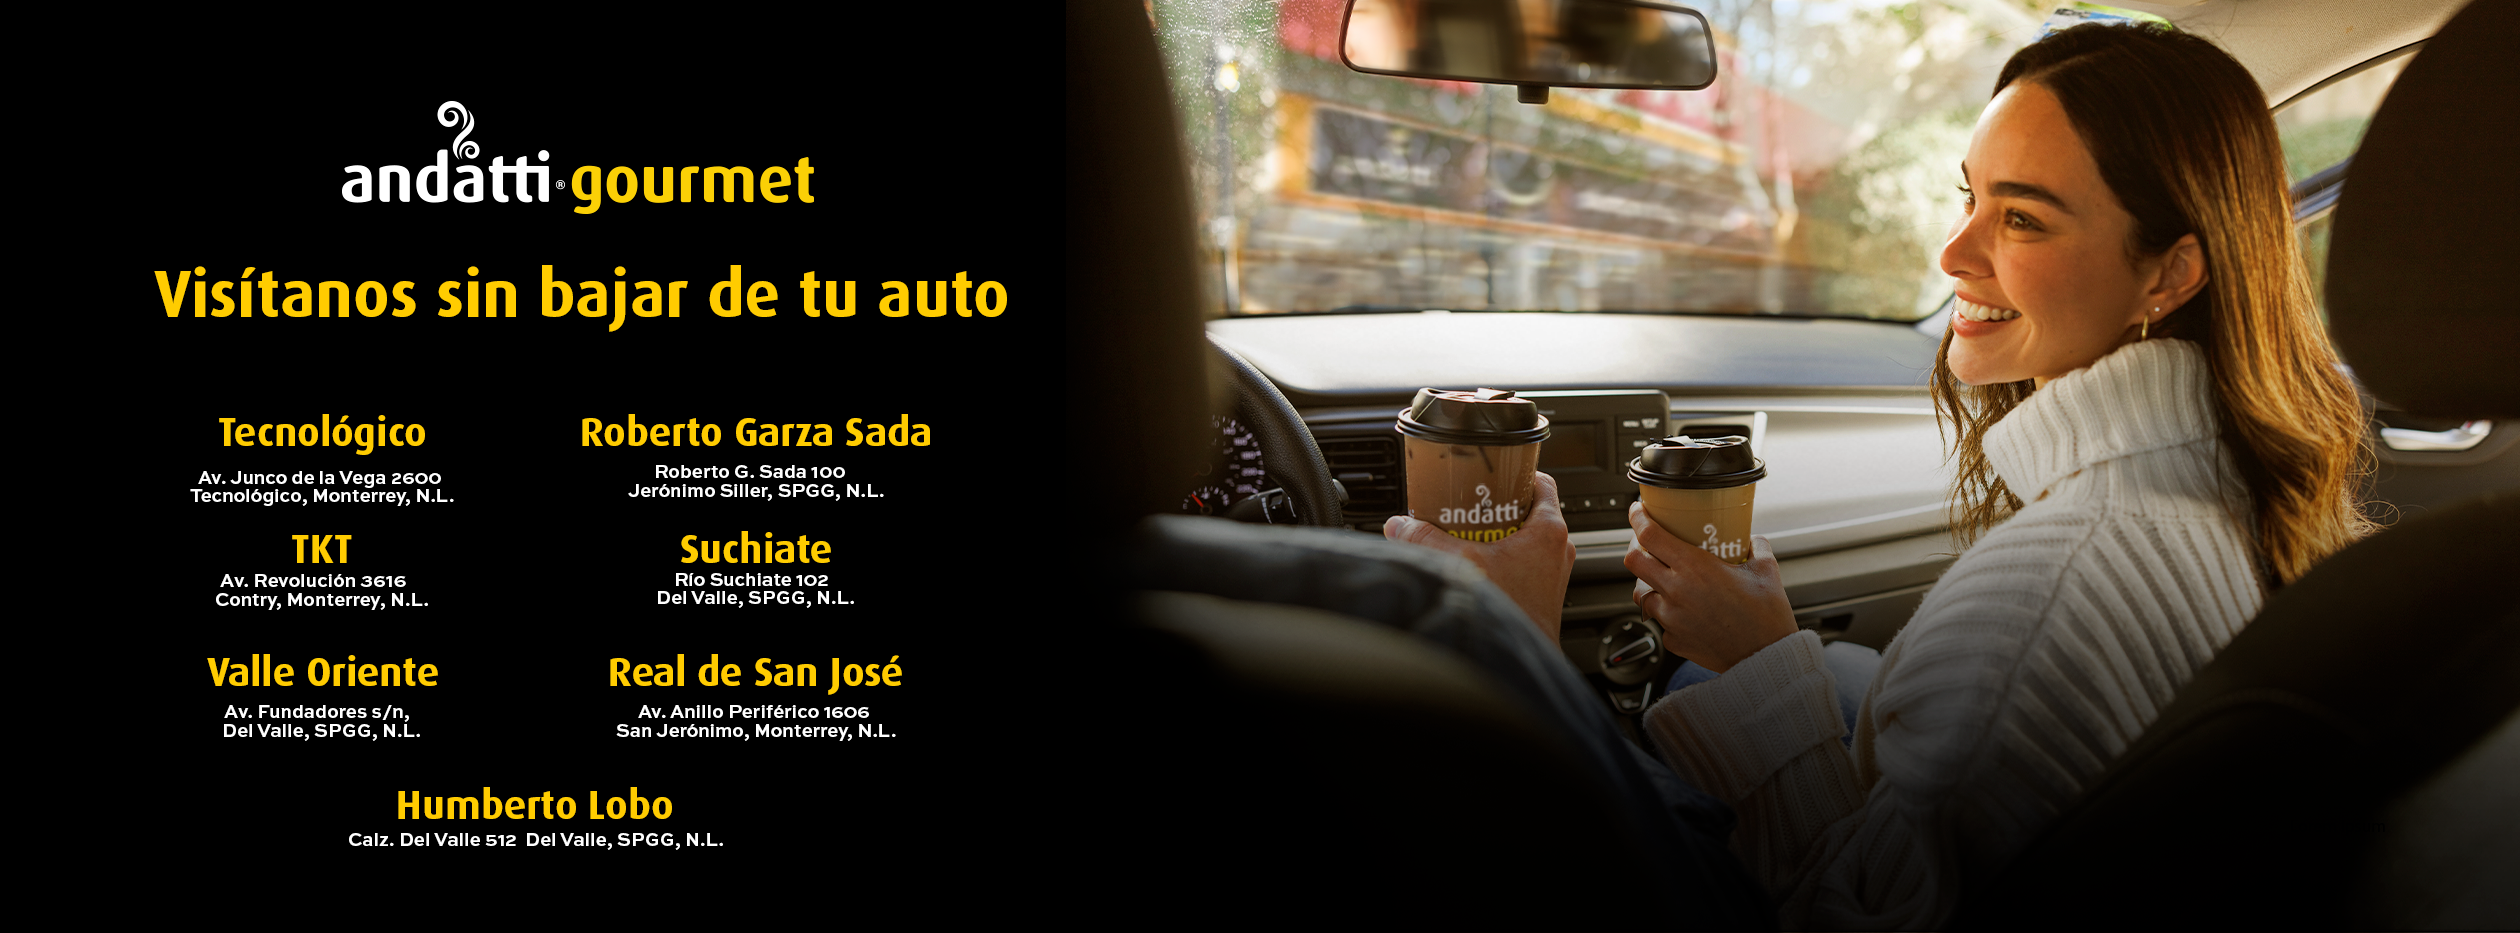 andatti® gourmet
Visítanos sin bajar de tu auto
Tecnológico
Av. Junco de la Vega 2600
Tecnológico, Monterrey, N.L.
Roberto Garza Sada
Roberto G. Sada 100
Jerónimo Siller, SPGG, N.L.
TKT
Av. Revolución 3616
Contry, Monterrey, N.L.
Suchiate
Río Suchiate 102
Del Valle, SPGG, N.L.
Valle Oriente
Av. Fundadores s/n,
Del Valle, SPGG, N.L.
Real de San José
Av. Anillo Periférico 1606
San Jerónimo, Monterrey, N.L.
Humberto Lobo
Calz. Del Valle 512 Del Valle, SPGG, N.L.
andatti